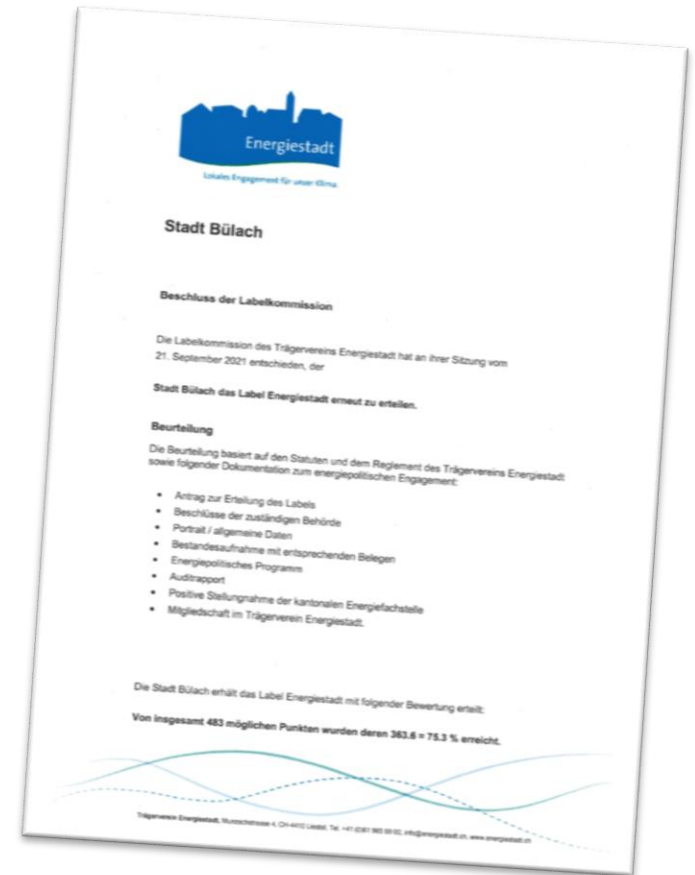 Energiestadt
Lokales Engagement für unser Klima.
Stadt Bülach
Beschluss der Labelkommission
Die Labelkommission des Trägervereins Energiestadt hat an ihrer Sitzung vom
21. September 2021 entschieden, der
Stadt Bülach das Label Energiestadt erneut zu erteilen.
Beurteilung
Die Beurteilung basiert auf den Statuten und dem Reglement des Trägervereins Energiestadt
sowie folgender Dokumentation zum energiepolitischen Engagement:
• Antrag zur Erteilung des Labels
• Beschlüsse der zuständigen Behörde
• Portrait / allgemeine Daten
• Bestandesaufnahme mit entsprechenden Belegen
• Energiepolitisches Programm
• Auditrapport
• Positive Stellungnahme der kantonalen Energiefachstelle
• Mitgliedschaft im Trägerverein Energiestadt.
Die Stadt Bülach erhält das Label Energiestadt mit folgender Bewertung erteilt:
Von insgesamt 483 möglichen Punkten wurden deren 363.6 = 75.3 % erreicht.
Trägerverein Energiestadt, CH-4410 Liestal, Tel. info@energiestadt.ch, www.energiestadt.ch